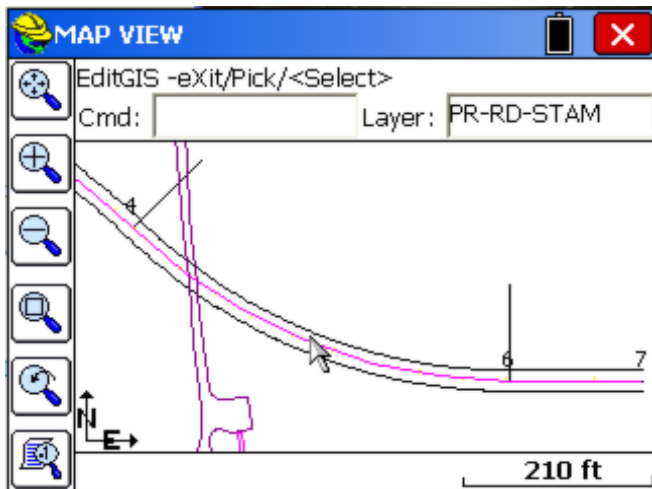 MAP VIEW
EditGIS -eXit/Pick/<Select>
Cmd: Layer: PR-RD-STAM
4
6 7
N
E
210 ft